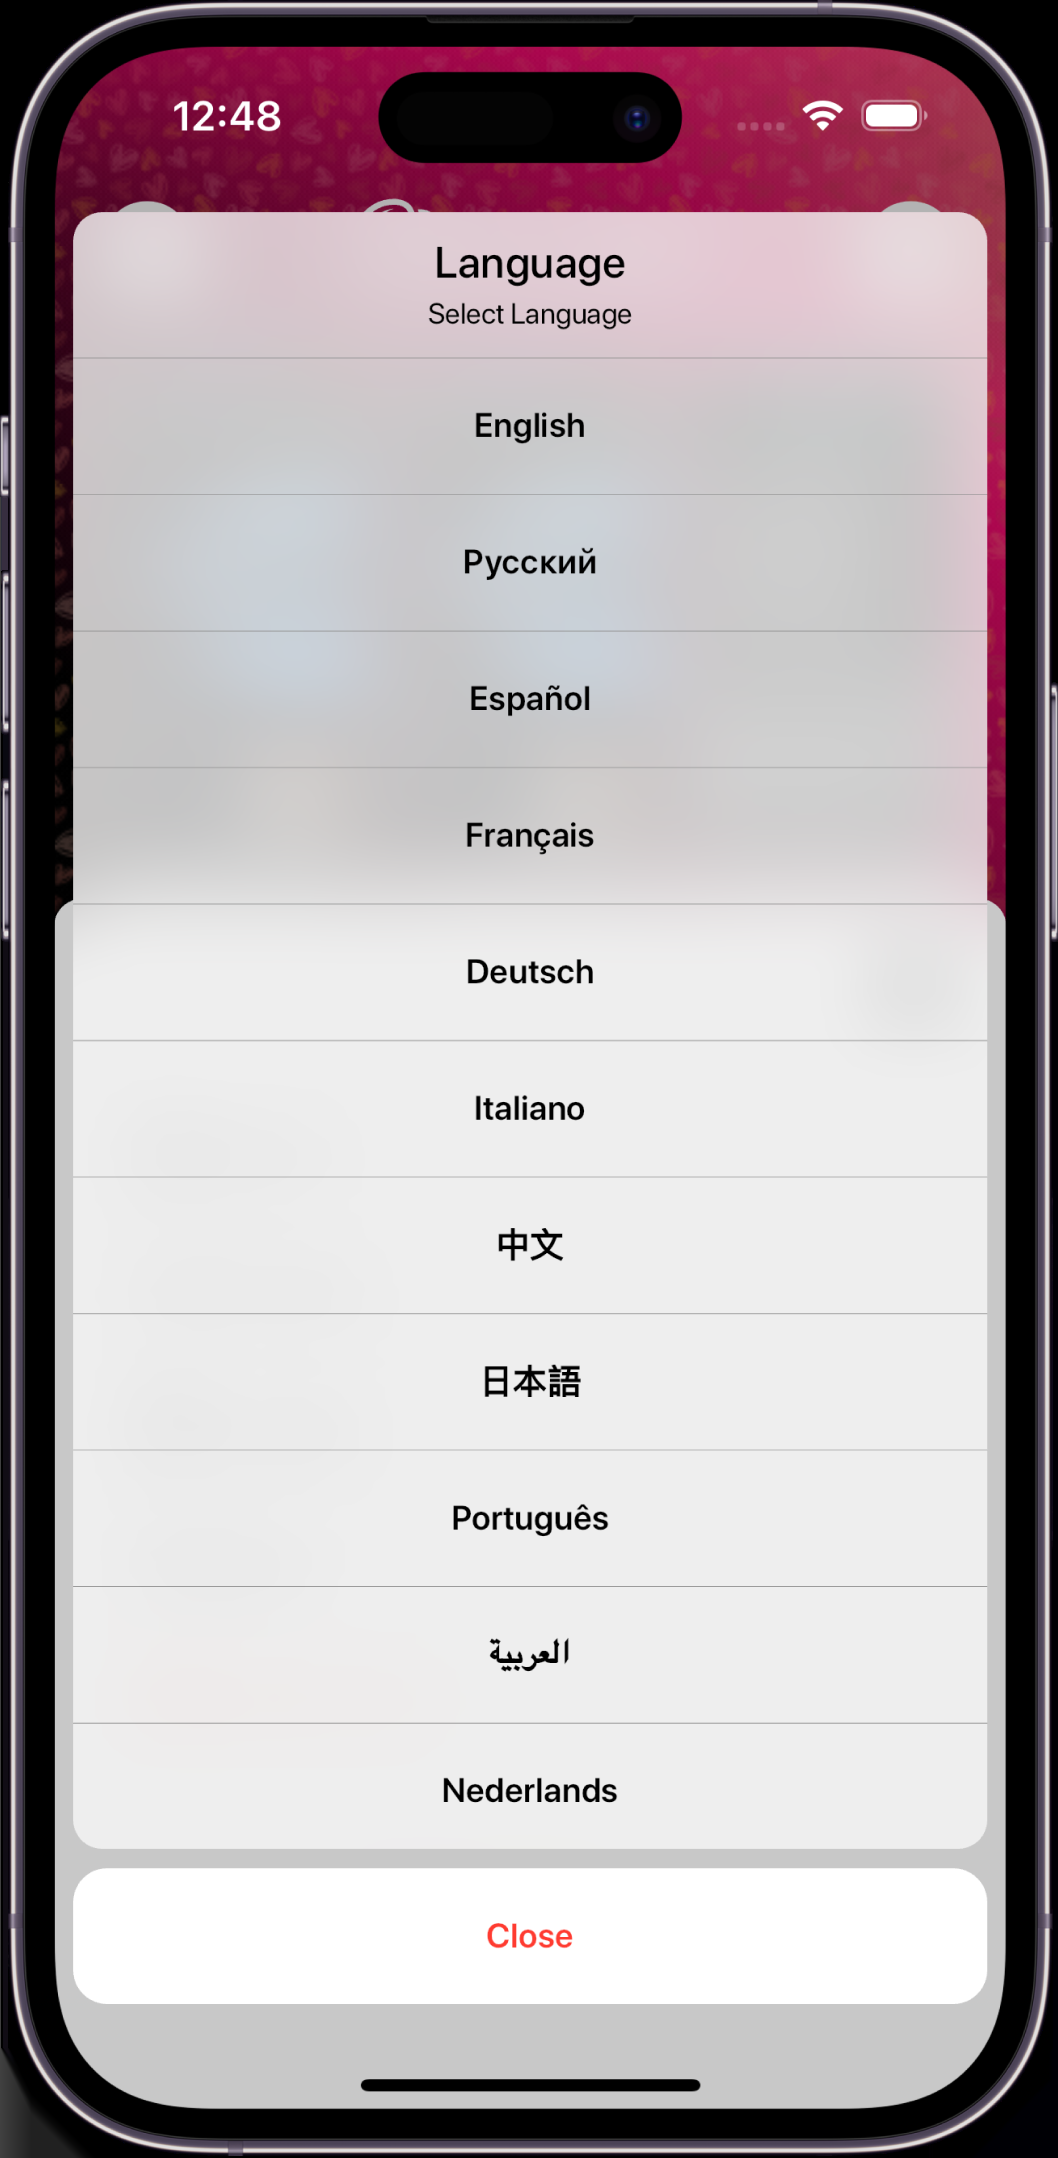 12:48
Language
Select Language
English
Русский
Español
Français
Deutsch
Italiano
中文
日本語
Português
العربية
Nederlands
Close